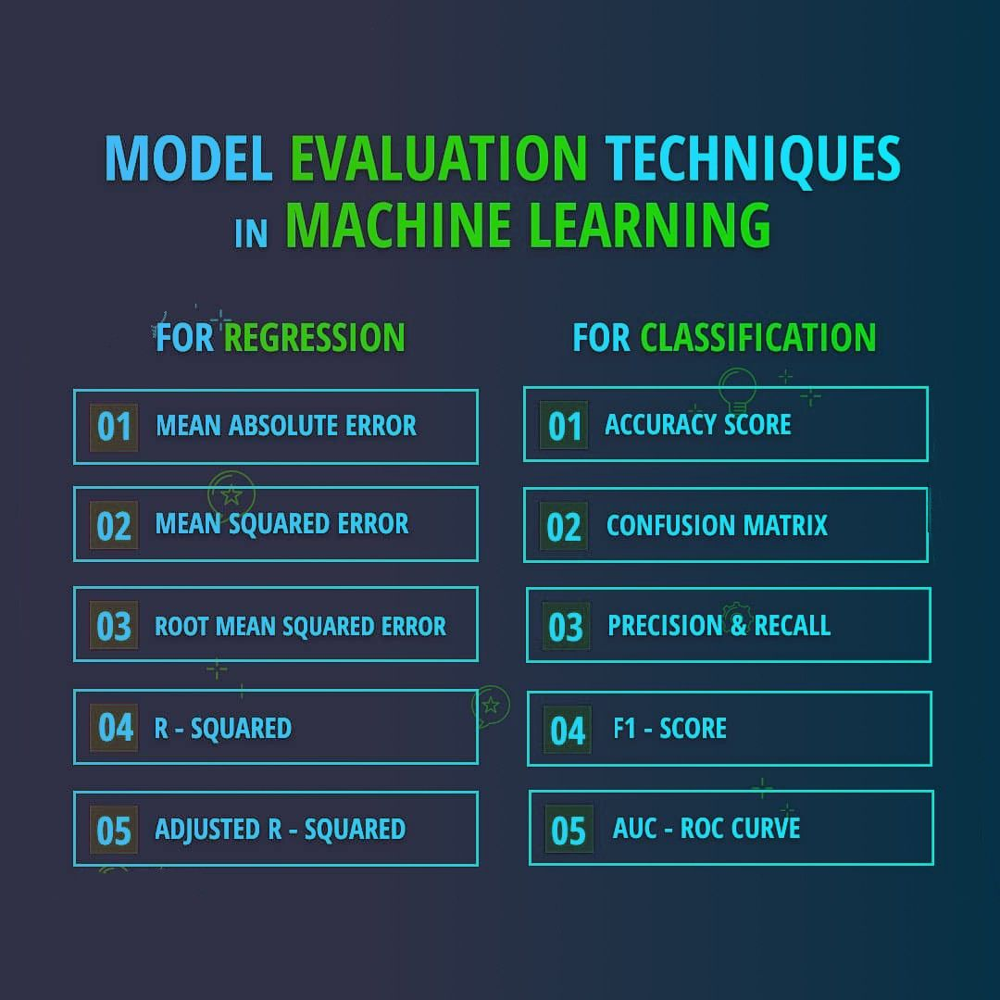 MODEL EVALUATION TECHNIQUES
IN MACHINE LEARNING
FOR REGRESSION
01 MEAN ABSOLUTE ERROR
02 MEAN SQUARED ERROR
03 ROOT MEAN SQUARED ERROR
04 R - SQUARED
05 ADJUSTED R - SQUARED
FOR CLASSIFICATION
01 ACCURACY SCORE
02 CONFUSION MATRIX
03 PRECISION & RECALL
04 F1 - SCORE
05 AUC - ROC CURVE